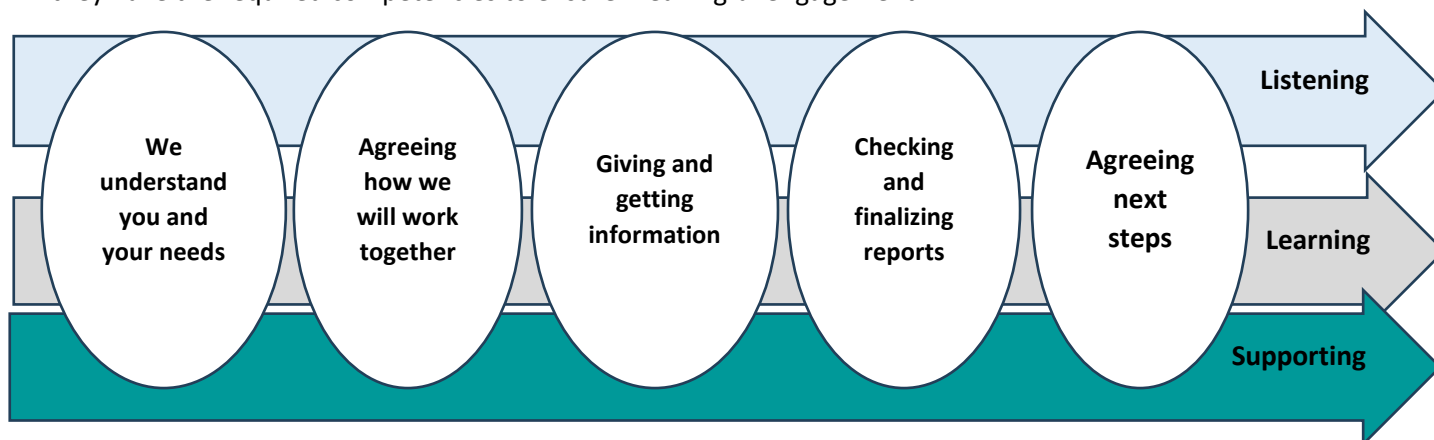 We
understand
you and
your needs
Agreeing
how we
will work
together
Giving and
getting
information
Checking
and
finalizing
reports
Agreeing
next
steps
Listening
Learning
Supporting